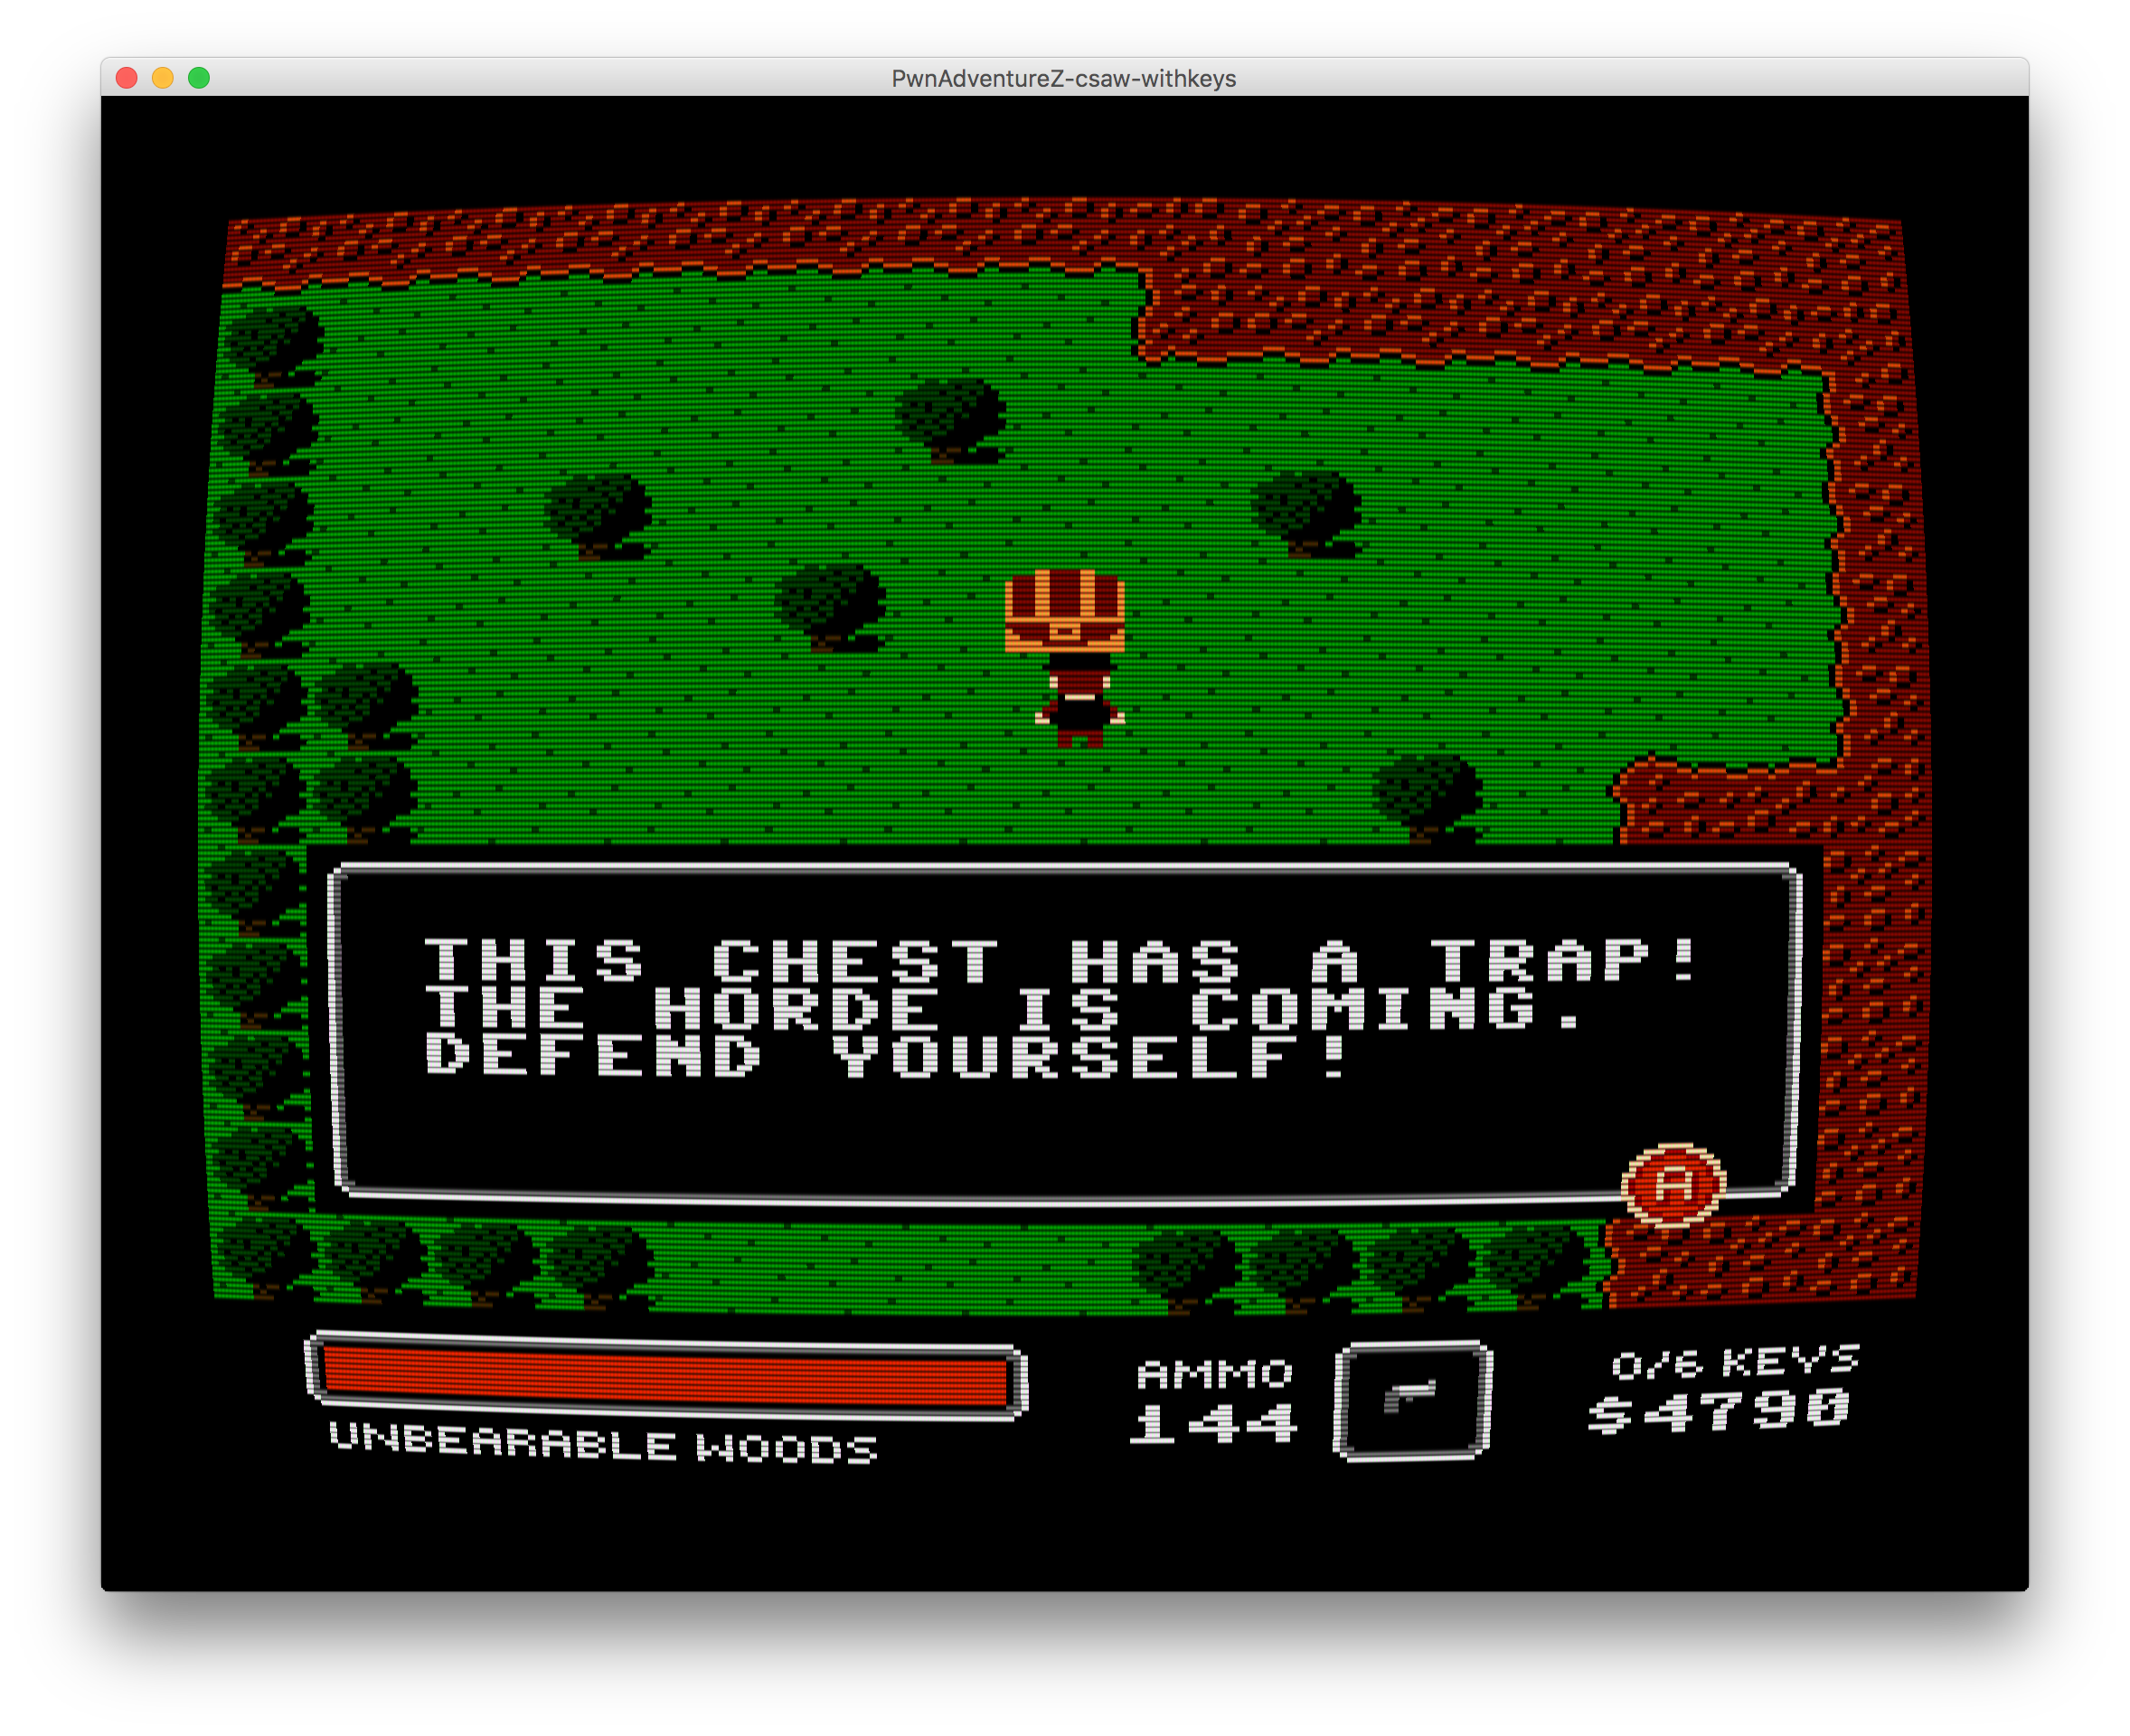 PwnAdventureZ-csaw-withkeys
THIS CHEST HAS A TRAP!
THE HORDE IS COMING.
DEFEND YOURSELF!
A
AMMO
144
0/6 KEYS
$4790
UNBEARABLE WOODS